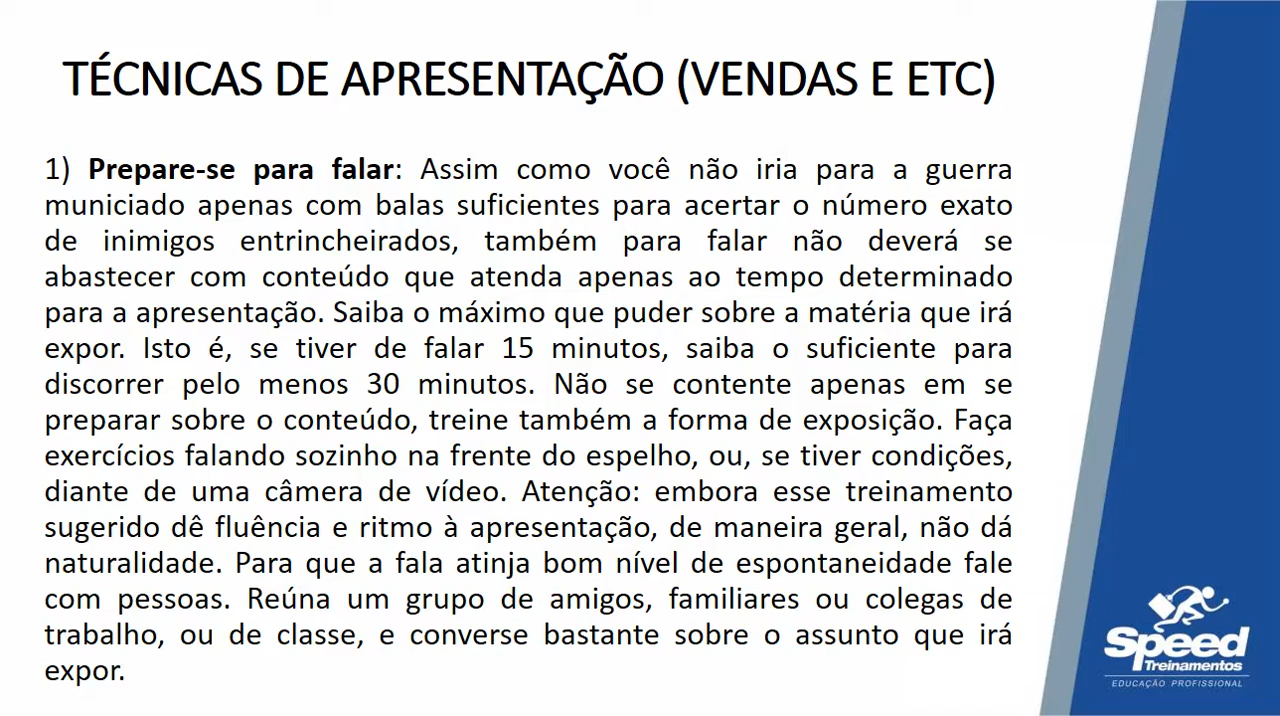 TÉCNICAS DE APRESENTAÇÃO (VENDAS E ETC)
1) Prepare-se para falar: Assim como você não iria para a guerra
municiado apenas com balas suficientes para acertar o número exato
de inimigos entrincheirados, também para falar não deverá se
abastecer com conteúdo que atenda apenas ao tempo determinado
para a apresentação. Saiba o máximo que puder sobre a matéria que irá
expor. Isto é, se tiver de falar 15 minutos, saiba o suficiente para
discorrer pelo menos 30 minutos. Não se contente apenas em se
preparar sobre o conteúdo, treine também a forma de exposição. Faça
exercícios falando sozinho na frente do espelho, ou, se tiver condições,
diante de uma câmera de vídeo. Atenção: embora esse treinamento
sugerido dê fluência e ritmo à apresentação, de maneira geral, não dá
naturalidade. Para que a fala atinja bom nível de espontaneidade fale
com pessoas. Reúna um grupo de amigos, familiares ou colegas de
trabalho, ou de classe, e converse bastante sobre o assunto que irá
expor.
Speed
Treinamentos
EDUCAÇÃO PROFISSIONAL